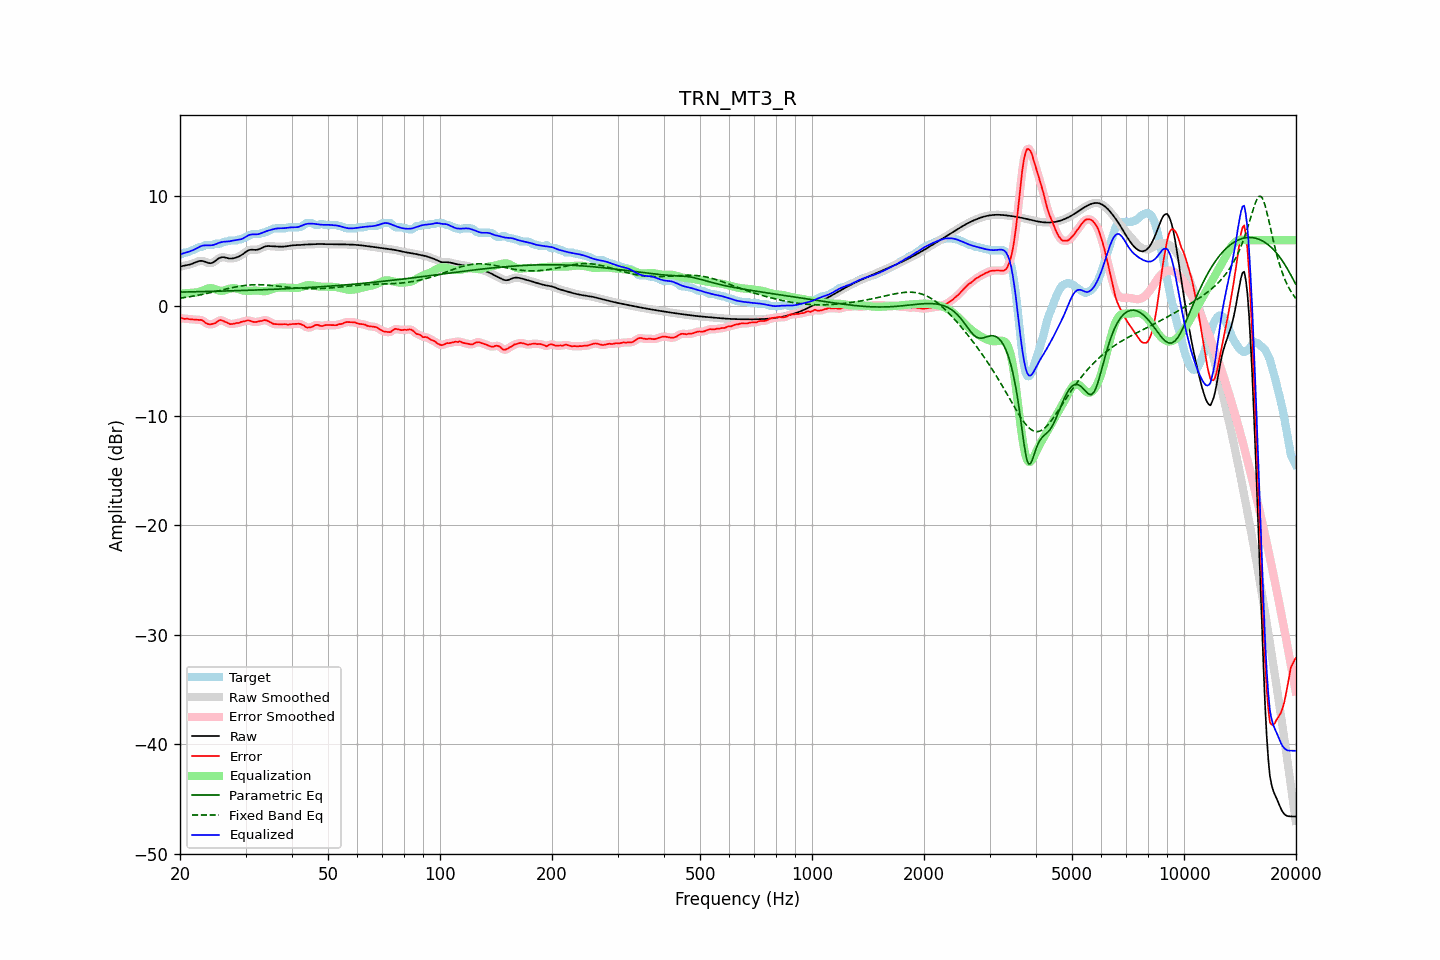 TRN_MT3_R
Amplitude (dBr)
10
0
−10
−20
−30
−40
−50
Target
Raw Smoothed
Error Smoothed
Raw
Error
Equalization
Parametric Eq
Fixed Band Eq
Equalized
20 50 100 200 500 1000 2000 5000 10000 20000
Frequency (Hz)